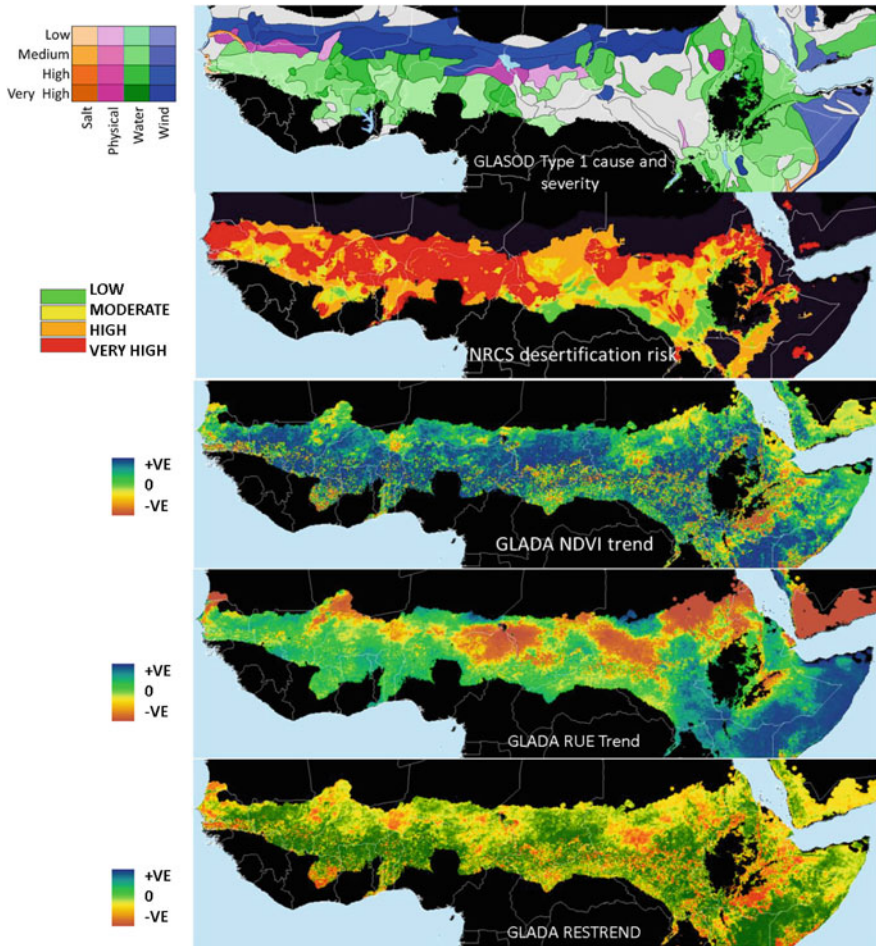 Low
Medium
High
Very High
Salt
Physical
Water
Wind
GLASOD Type 1 cause and
severity
LOW
MODERATE
HIGH
VERY HIGH
NRCS desertification risk
+VE
0
-VE
GLADA NDVI trend
+VE
0
-VE
GLADA RUE Trend
+VE
0
-VE
GLADA RESTREND